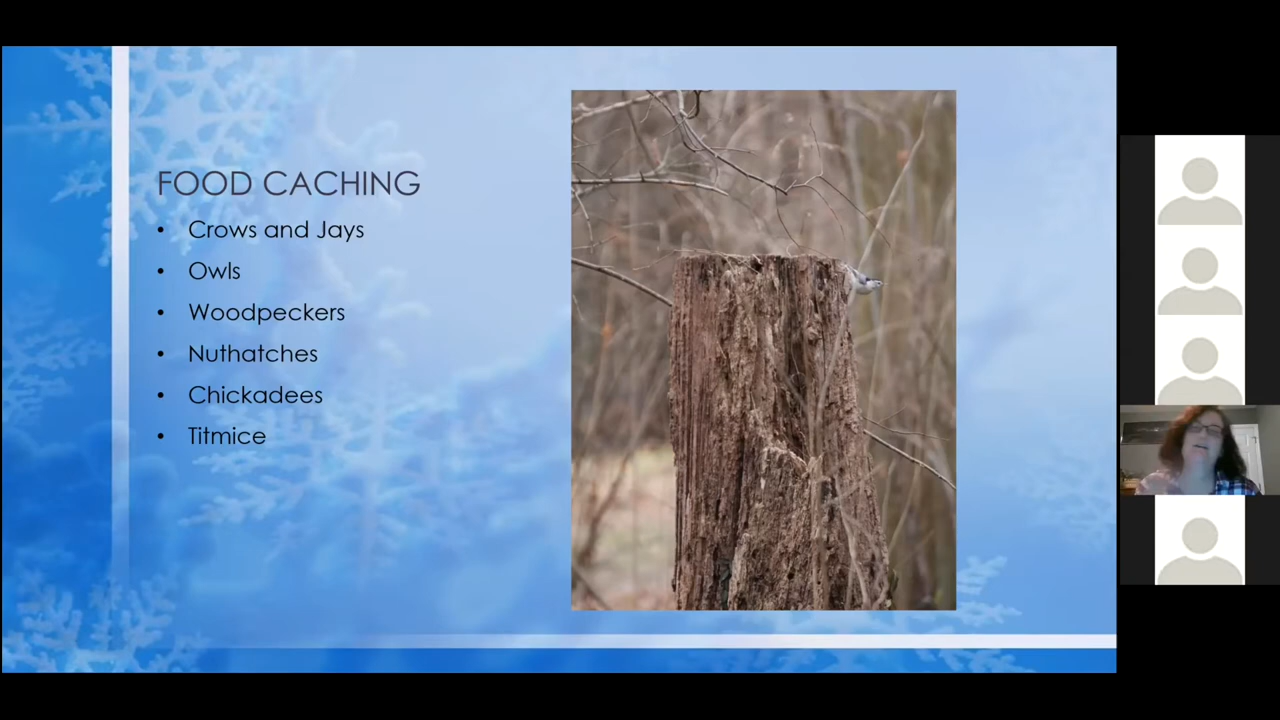 FOOD CACHING
• Crows and Jays
• Owls
• Woodpeckers
• Nuthatches
• Chickadees
• Titmice